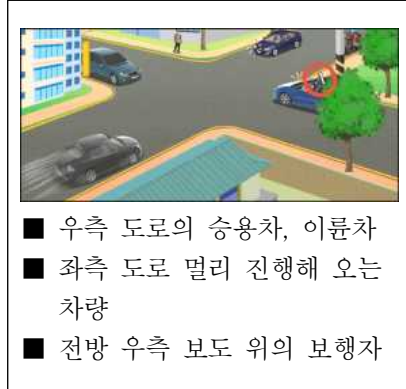 ■ 우측 도로의 승용차, 이륜차
■ 좌측 도로 멀리 진행해 오는
차량
■ 전방 우측 보도 위의 보행자